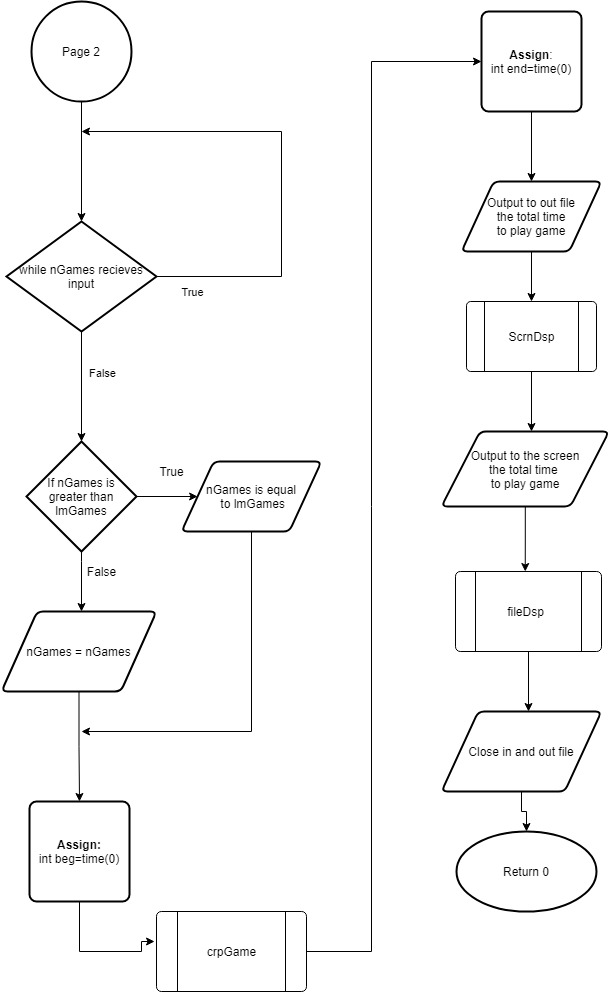 Page 2
while nGames recieves
input
True
False
If nGames is
greater than
lmGames
True
nGames is equal
to lmGames
False
nGames = nGames
Assign:
int beg=time(0)
crpGame
Assign:
int end=time(0)
Output to out file
the total time
to play game
ScrnDsp
Output to the screen
the total time
to play game
fileDsp
Close in and out file
Return 0